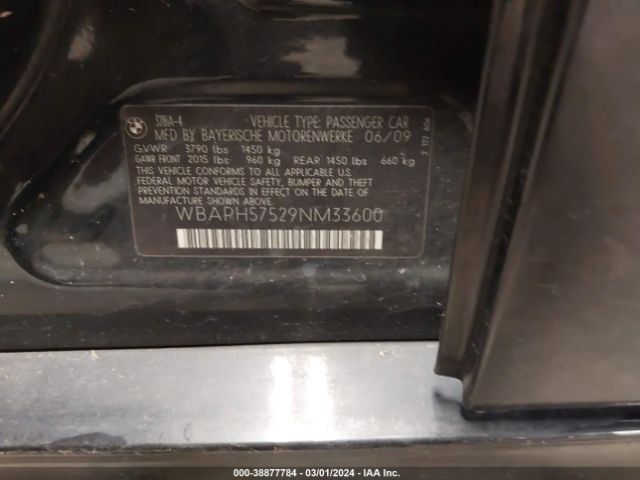 328iA-4 VEHICLE TYPE: PASSENGER CAR
MFD BY BAYERISCHE MOTORENWERKE 06/09
GVWR 3790 lbs 1450 kg
GAWR FRONT 2015 lbs 960 kg REAR 1450 lbs 660 kg
THIS VEHICLE CONFORMS TO ALL APPLICABLE U.S.
FEDERAL MOTOR VEHICLE SAFETY, BUMPER, AND
THEFT PREVENTION STANDARDS IN EFFECT ON THE
DATE OF MANUFACTURE SHOWN ABOVE.
WBAPH57529NM33600
000-38877784 - 03/01/2024 - IAA Inc.